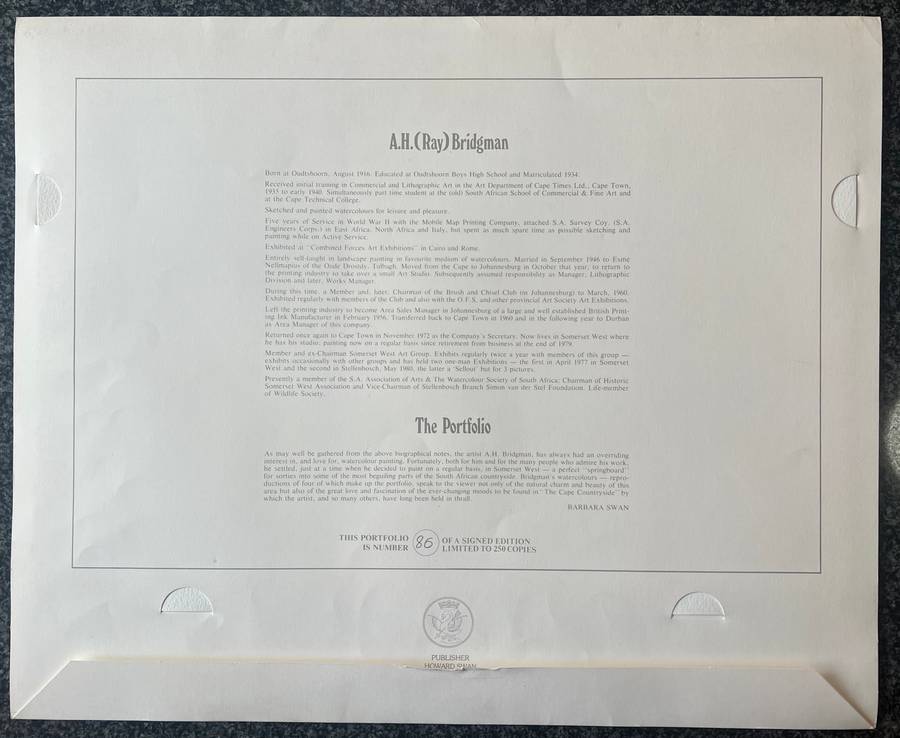 A.H.(Ray) Bridgman
Born at Oudtshoorn, August 1916. Educated at Oudtshoorn Boys High School and Matriculated 1934.
Received initial training in Commercial and Lithographic Art in the Art Department of Cape Times Ltd., Cape Town,
1935 to early 1940. Simultaneously part time student at the (old) South African School of Commercial & Fine Art and
at the Cape Technical College.
Sketched and painted watercolours for leisure and pleasure.
Five years of Service in World War II with the Mobile Map Printing Company, attached S.A. Survey Coy. (S.A.
Engineers Corps.) in East Africa, North Africa and Italy, but spent as much spare time as possible sketching and
painting while on Active Service.
Exhibited at "Combined Forces Art Exhibitions" in Cairo and Rome.
Entirely self-taught in landscape painting in favourite medium of watercolours. Married in September 1946 to Esmé
Nellmapius of the Oude Drostdy, Tulbagh. Moved from the Cape to Johannesburg in October that year, to return to
the printing industry to take over a small Art Studio. Subsequently assumed responsibility as Manager, Lithographic
Division and later, Works Manager.
During this time, a Member and, later, Chairman of the Brush and Chisel Club (in Johannesburg) to March, 1960.
Exhibited regularly with members of the Club and also with the O.F.S. and other provincial Art Society Art Exhibitions.
Left the printing industry to become Area Sales Manager in Johannesburg of a large and well established British Print-
ing Ink Manufacturer in February 1956. Transferred back to Cape Town in 1960 and in the following year to Durban
as Area Manager of this company.
Returned once again to Cape Town in November 1972 as the Company's Secretary. Now lives in Somerset West where
he has his studio, painting now on a regular basis since retirement from business at the end of 1979.
Member and ex-Chairman Somerset West Art Group. Exhibits regularly twice a year with members of this group —
exhibits occasionally with other groups and has held two one-man Exhibitions — the first in April 1977 in Somerset
West and the second in Stellenbosch, May 1980, the latter a 'Sellout' but for 3 pictures.
Presently a member of the S.A. Association of Arts & The Watercolour Society of South Africa; Chairman of Historic
Somerset West Association and Vice-Chairman of Stellenbosch Branch Simon van der Stel Foundation. Life-member
of Wildlife Society.
The Portfolio
As may well be gathered from the above biographical notes, the artist A.H. Bridgman, has always had an overriding
interest in, and love for, watercolour painting. Fortunately, both for him and for the many people who admire his work,
he settled, just at a time when he decided to paint on a regular basis, in Somerset West — a perfect "springboard"
for sorties into some of the most beguiling parts of the South African countryside. Bridgman's watercolours — repro-
ductions of four of which make up the portfolio, speak to the viewer not only of the natural charm and beauty of this
area but also of the great love and fascination of the ever-changing moods to be found in "The Cape Countryside" by
which the artist, and so many others, have long been held in thrall.
BARBARA SWAN
THIS PORTFOLIO IS NUMBER 86 OF A SIGNED EDITION LIMITED TO 250 COPIES
PUBLISHER
HOWARD SWAN